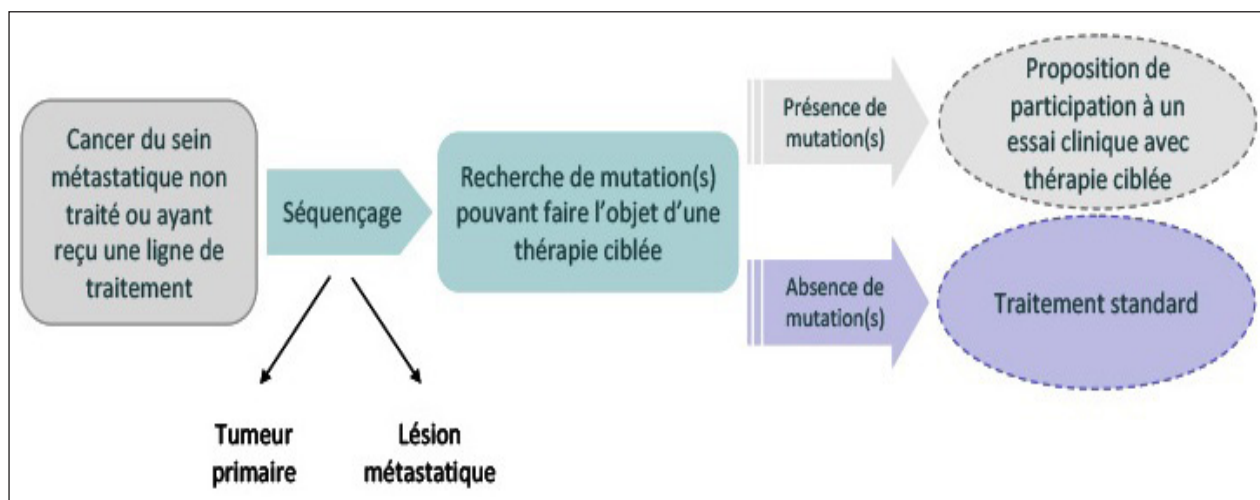 Cancer du sein
métastatique non
traité ou ayant
reçu une ligne de
traitement
Séquençage
Tumeur
primaire
Lésion
métastatique
Recherche de mutation(s)
pouvant faire l'objet d'une
thérapie ciblée
Présence de
mutation(s)
Proposition de
participation à un
essai clinique avec
thérapie ciblée
Absence de
mutation(s)
Traitement standard